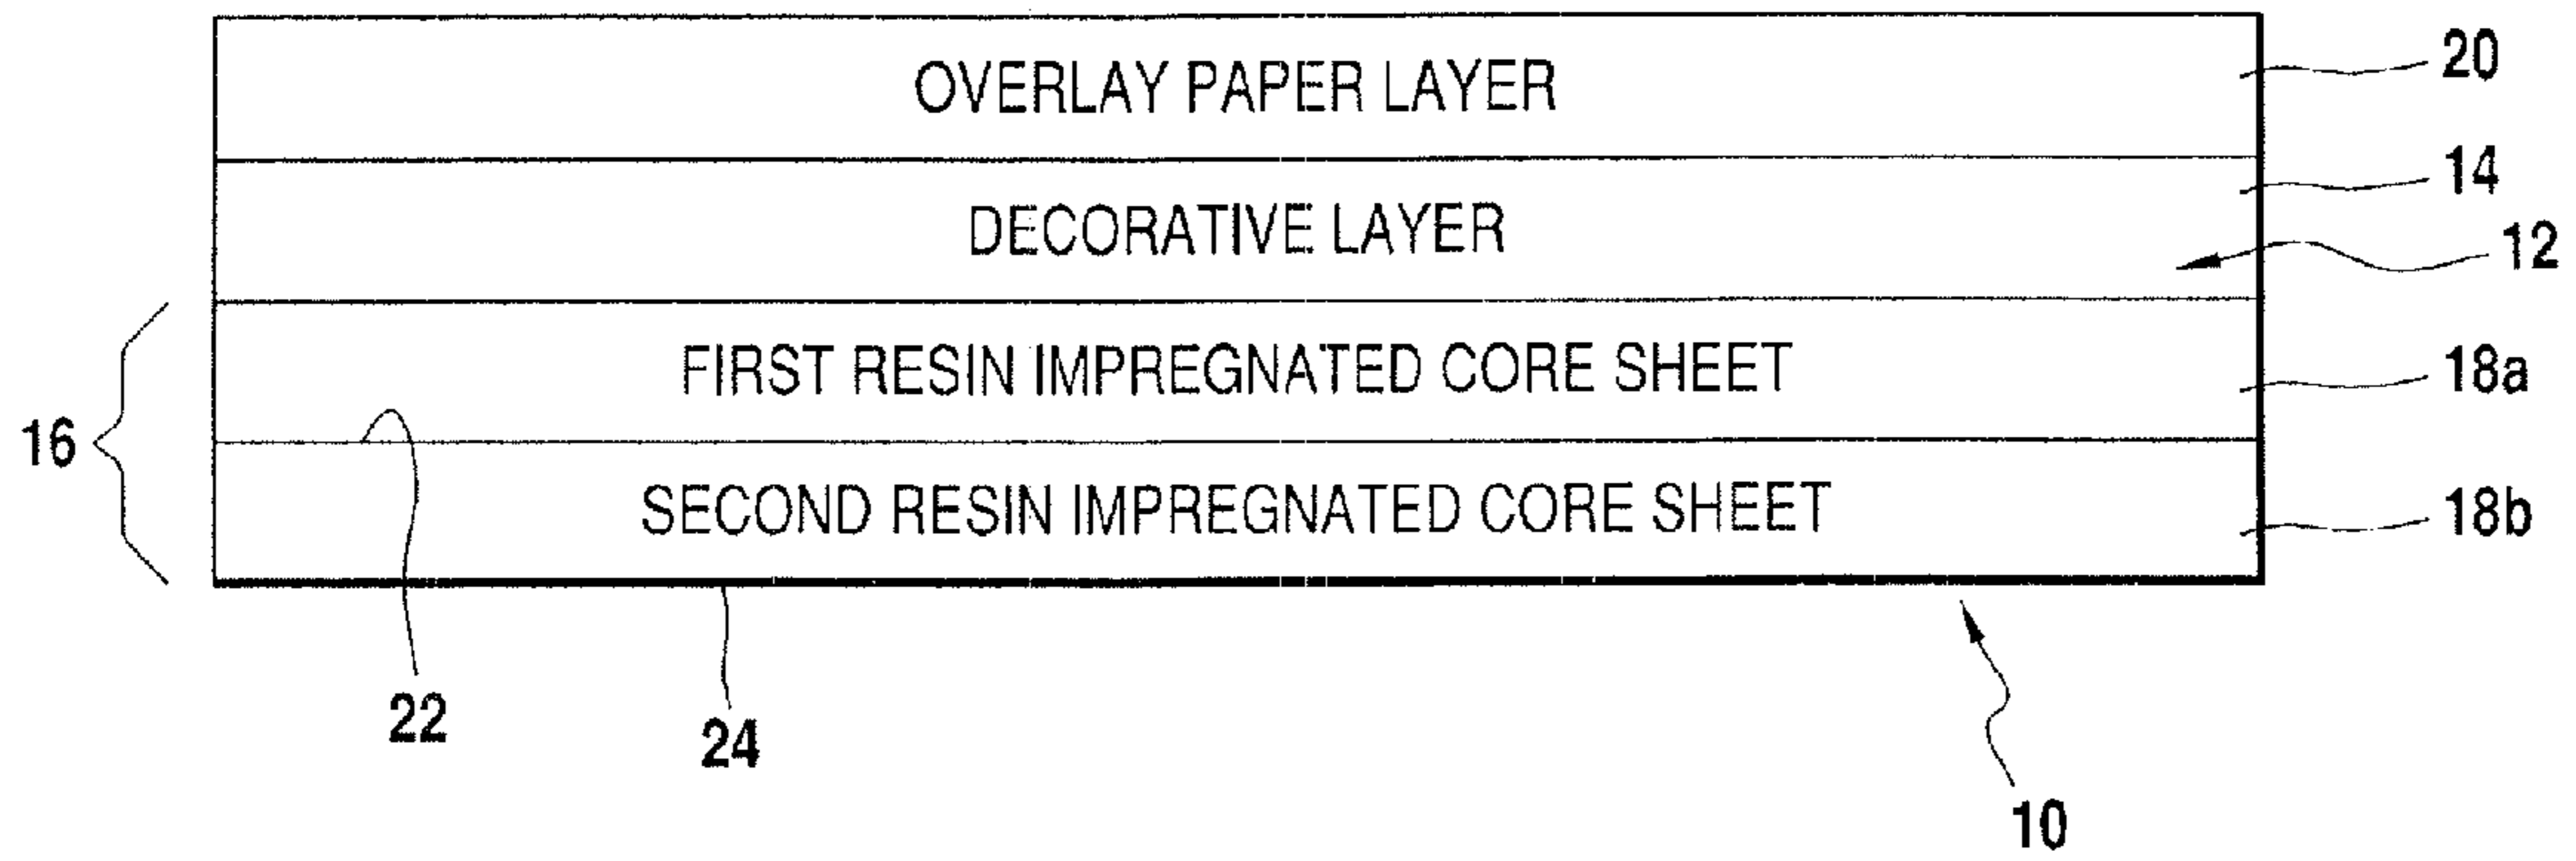 OVERLAY PAPER LAYER
20
DECORATIVE LAYER
14
12
FIRST RESIN IMPREGNATED CORE SHEET
18a
16
SECOND RESIN IMPREGNATED CORE SHEET
18b
22
24
10